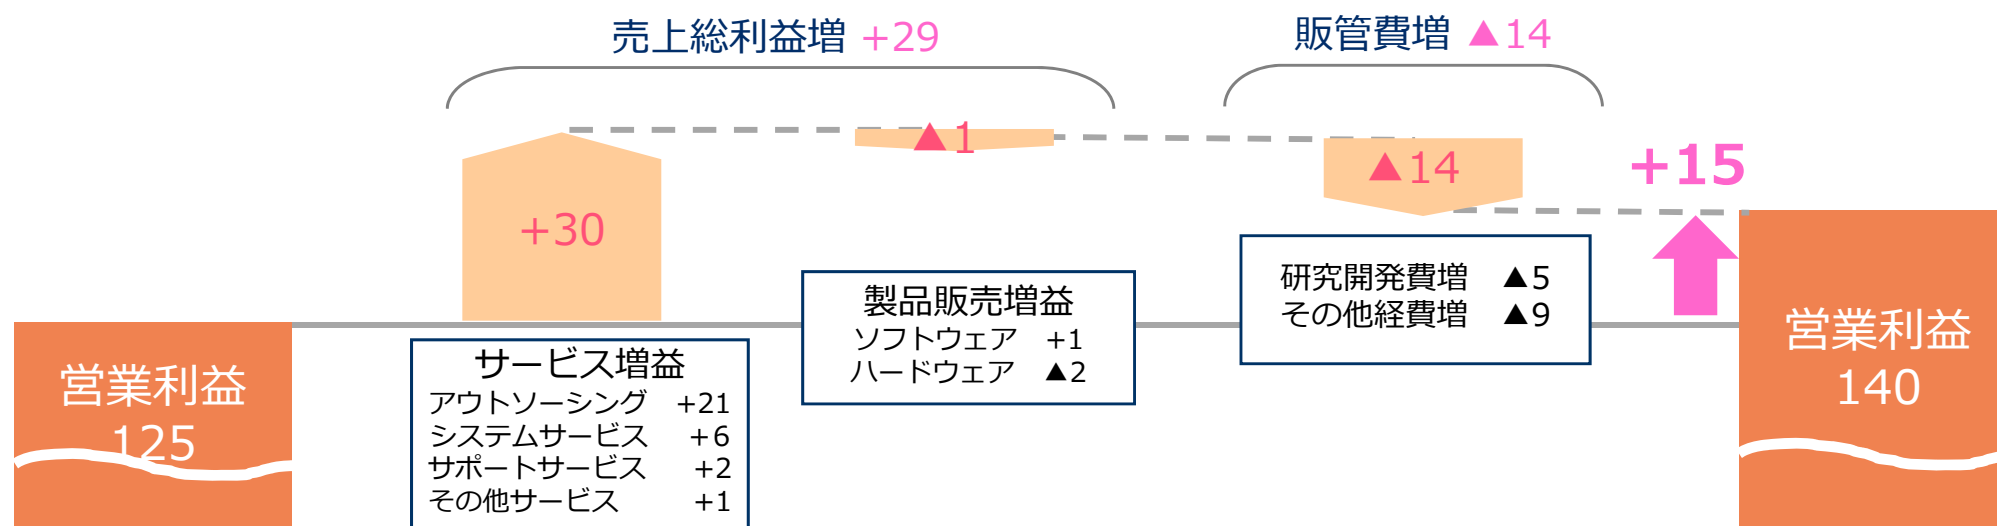 売上総利益増 +29
販管費増 ▲14
▲1
▲14
+15
+30
営業利益
125
サービス増益
アウトソーシング +21
システムサービス +6
サポートサービス +2
その他サービス +1
製品販売増益
ソフトウェア +1
ハードウェア ▲2
研究開発費増 ▲5
その他経費増 ▲9
営業利益
140